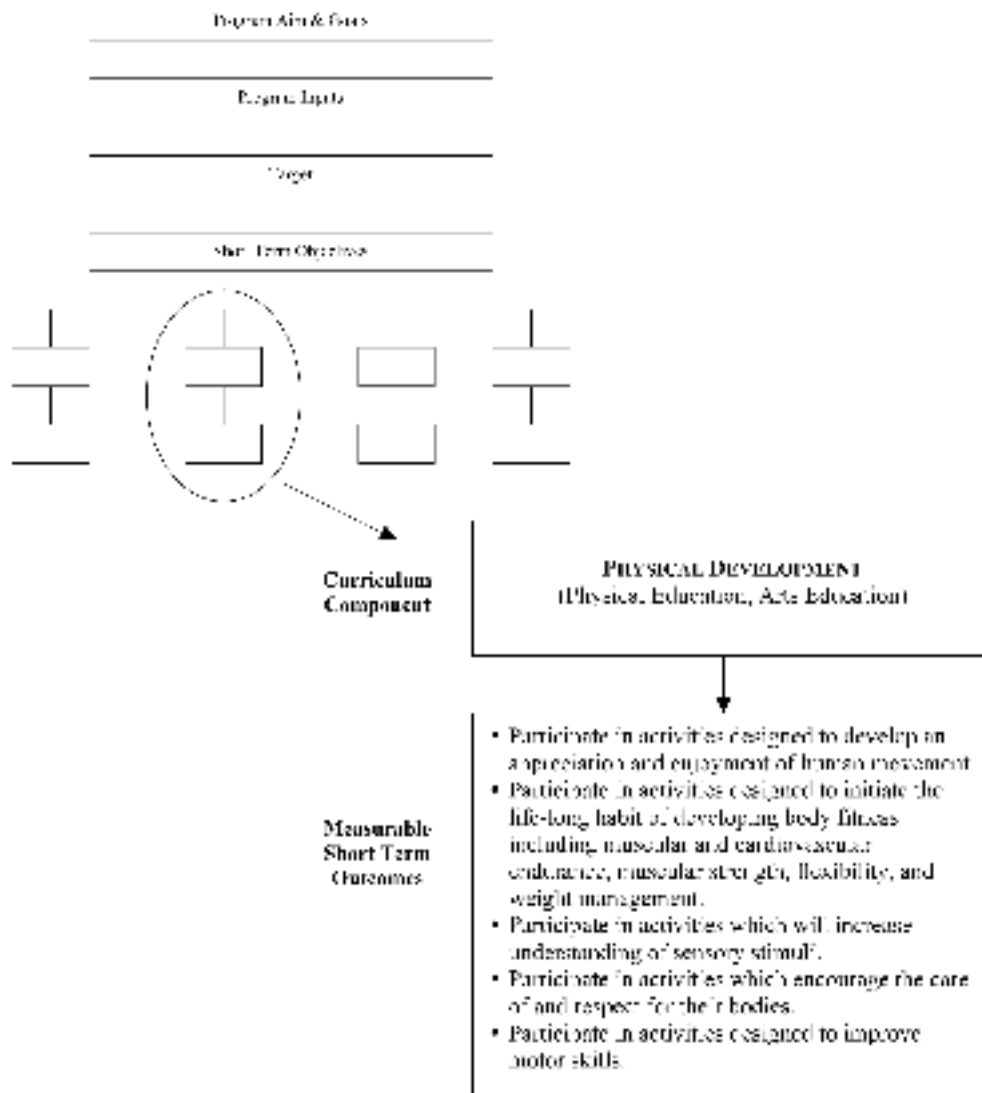 Program Aim & Goals
Program Inputs
Target
Short Term Objectives
Curriculum
Component
PHYSICAL DEVELOPMENT
(Physical Education, Arts Education)
Measurable
Short Term
Outcomes
• Participate in activities designed to develop an
appreciation and enjoyment of human movement
• Participate in activities designed to initiate the
life-long habit of developing body fitness
including muscular and cardiovascular
endurance, muscular strength, flexibility, and
weight management.
• Participate in activities which will increase
understanding of sensory stimuli.
• Participate in activities which encourage the care
of and respect for their bodies.
• Participate in activities designed to improve
motor skills.